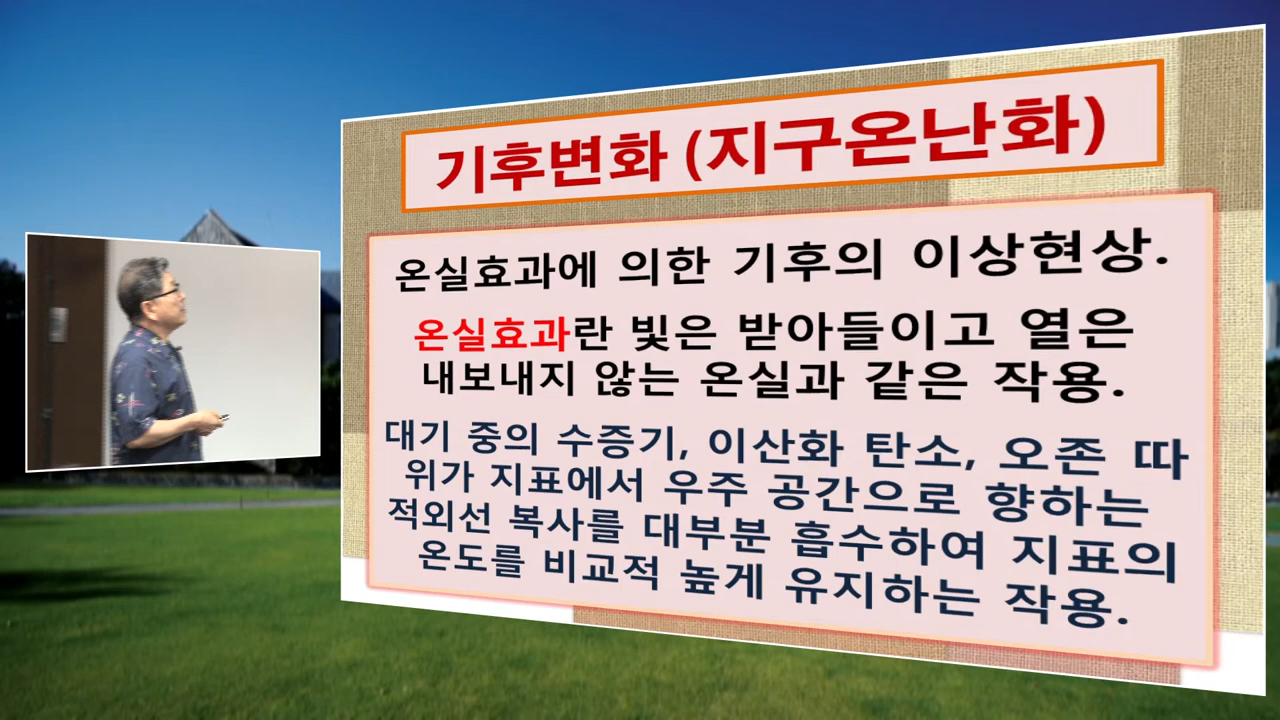 기후변화 (지구온난화)
온실효과에 의한 기후의 이상현상.
온실효과란 빛은 받아들이고 열은
내보내지 않는 온실과 같은 작용.
대기 중의 수증기, 이산화 탄소, 오존 따
위가 지표에서 우주 공간으로 향하는
적외선 복사를 대부분 흡수하여 지표의
온도를 비교적 높게 유지하는 작용.